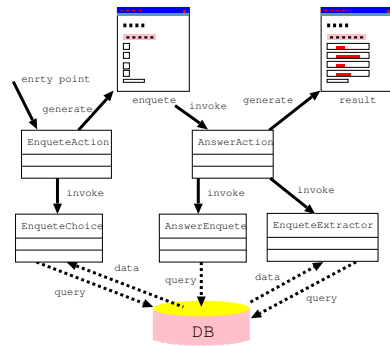 enrty point
generate
enquete
invoke
generate
result
EnqueteAction
AnswerAction
invoke
invoke
invoke
EnqueteChoice
AnswerEnquete
EnqueteExtractor
data
query
data
query
query
DB